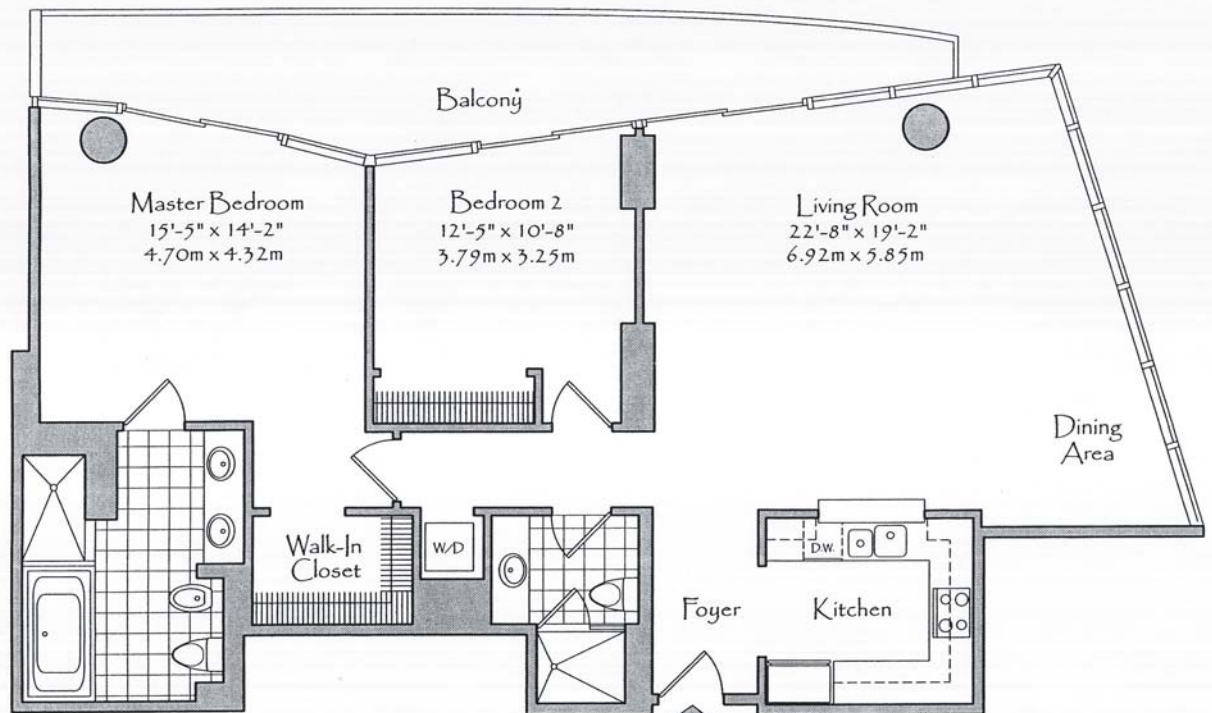 Balcony
Master Bedroom
15'-5" x 14'-2"
4.70m x 4.32m
Bedroom 2
12'-5" x 10'-8"
3.79m x 3.25m
Living Room
22'-8" x 19'-2"
6.92m x 5.85m
Dining
Area
Walk-In
Closet
W/D
D.W.
Foyer
Kitchen